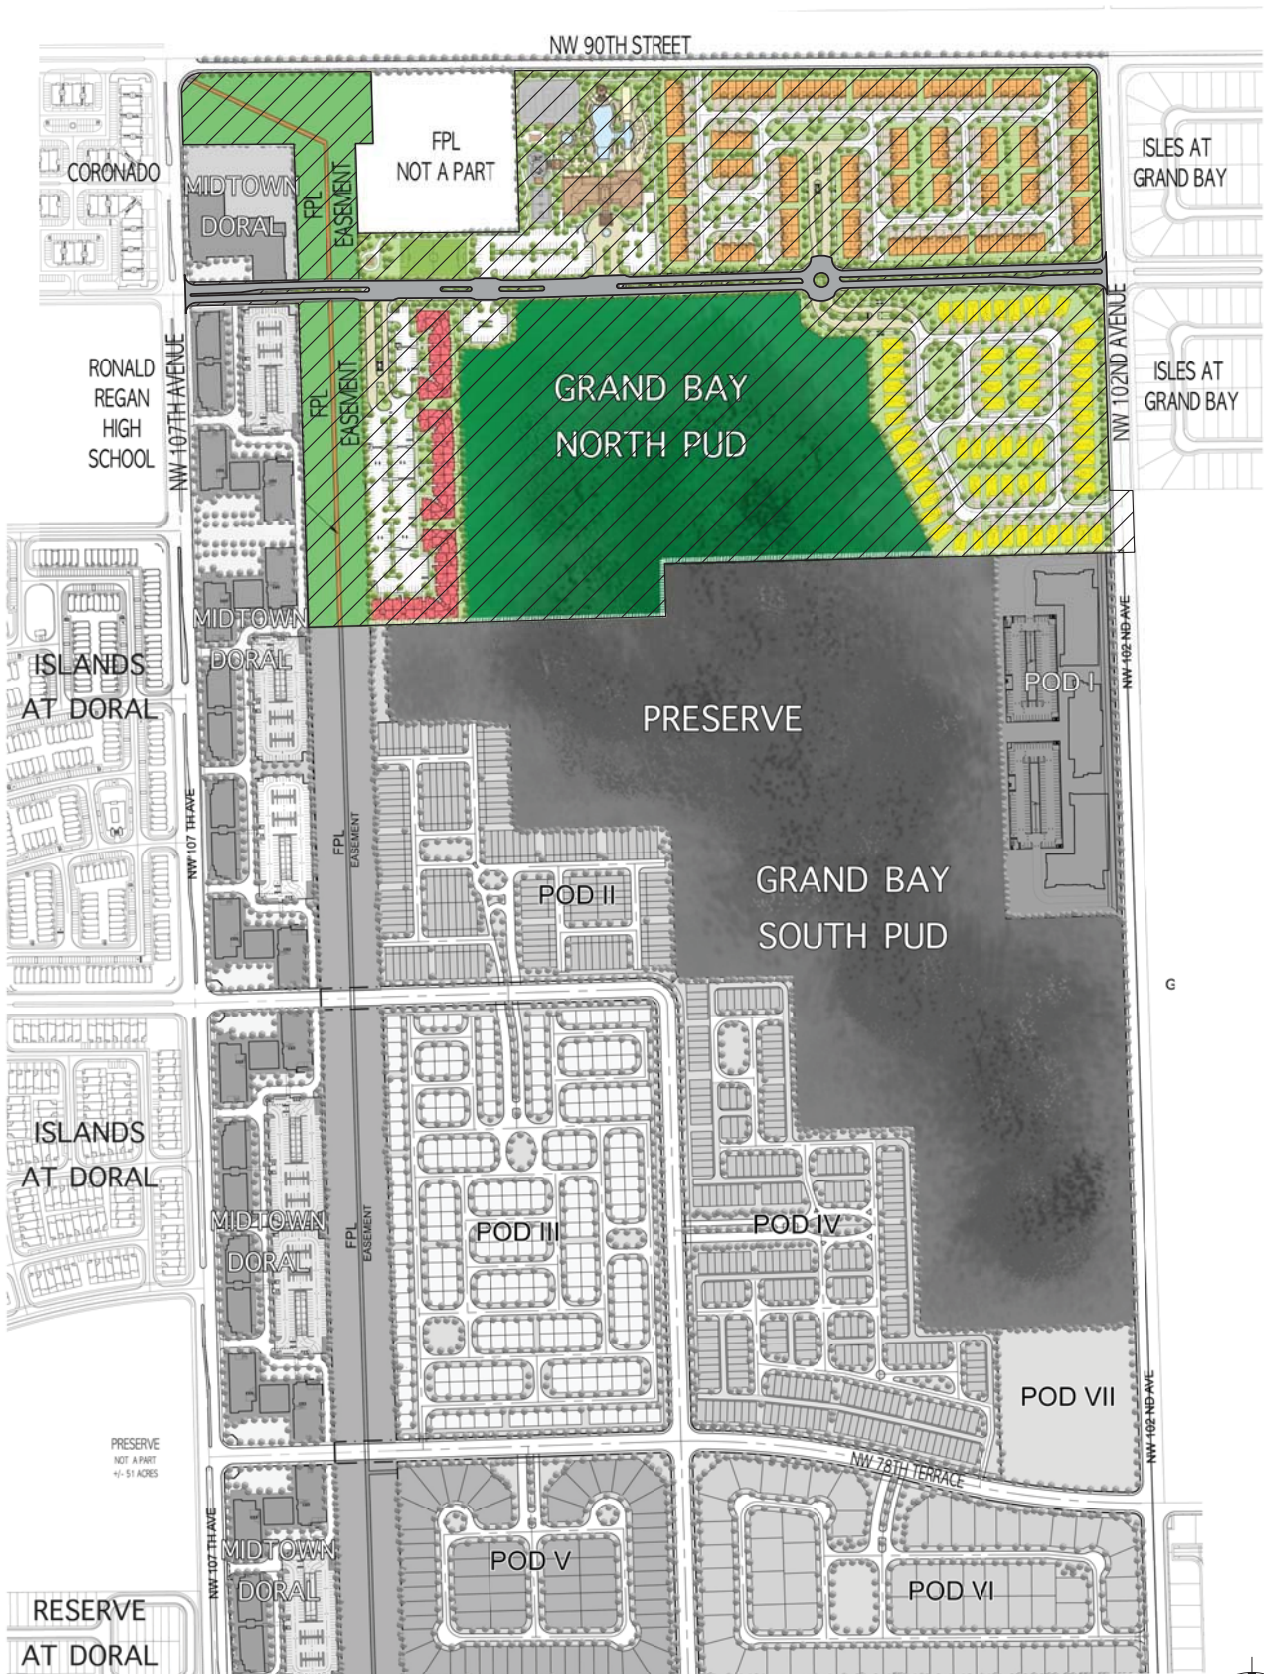 NW 90TH STREET
FPL
NOT A PART
ISLES AT
GRAND BAY
CORONADO
MIDTOWN
DORAL
FPL
EASEMENT
NW 107TH AVENUE
RONALD
REGAN
HIGH
SCHOOL
FPL
EASEMENT
GRAND BAY
NORTH PUD
NW 102ND AVENUE
ISLES AT
GRAND BAY
MIDTOWN
DORAL
ISLANDS
AT DORAL
PRESERVE
POD I
NW 102 ND AVE
NW 107 TH AVE
FPL
EASEMENT
POD II
GRAND BAY
SOUTH PUD
G
ISLANDS
AT DORAL
MIDTOWN
DORAL
FPL
EASEMENT
POD III
POD IV
POD VII
NW 102 ND AVE
PRESERVE
NOT A PART
+/- 51 ACRES
NW 78TH TERRACE
NW 107 TH AVE
MIDTOWN
DORAL
POD V
POD VI
RESERVE
AT DORAL